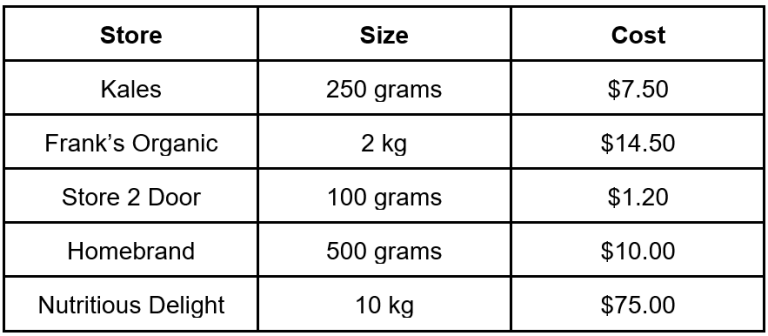 Store Size Cost
Kales 250 grams $7.50
Frank’s Organic 2 kg $14.50
Store 2 Door 100 grams $1.20
Homebrand 500 grams $10.00
Nutritious Delight 10 kg $75.00